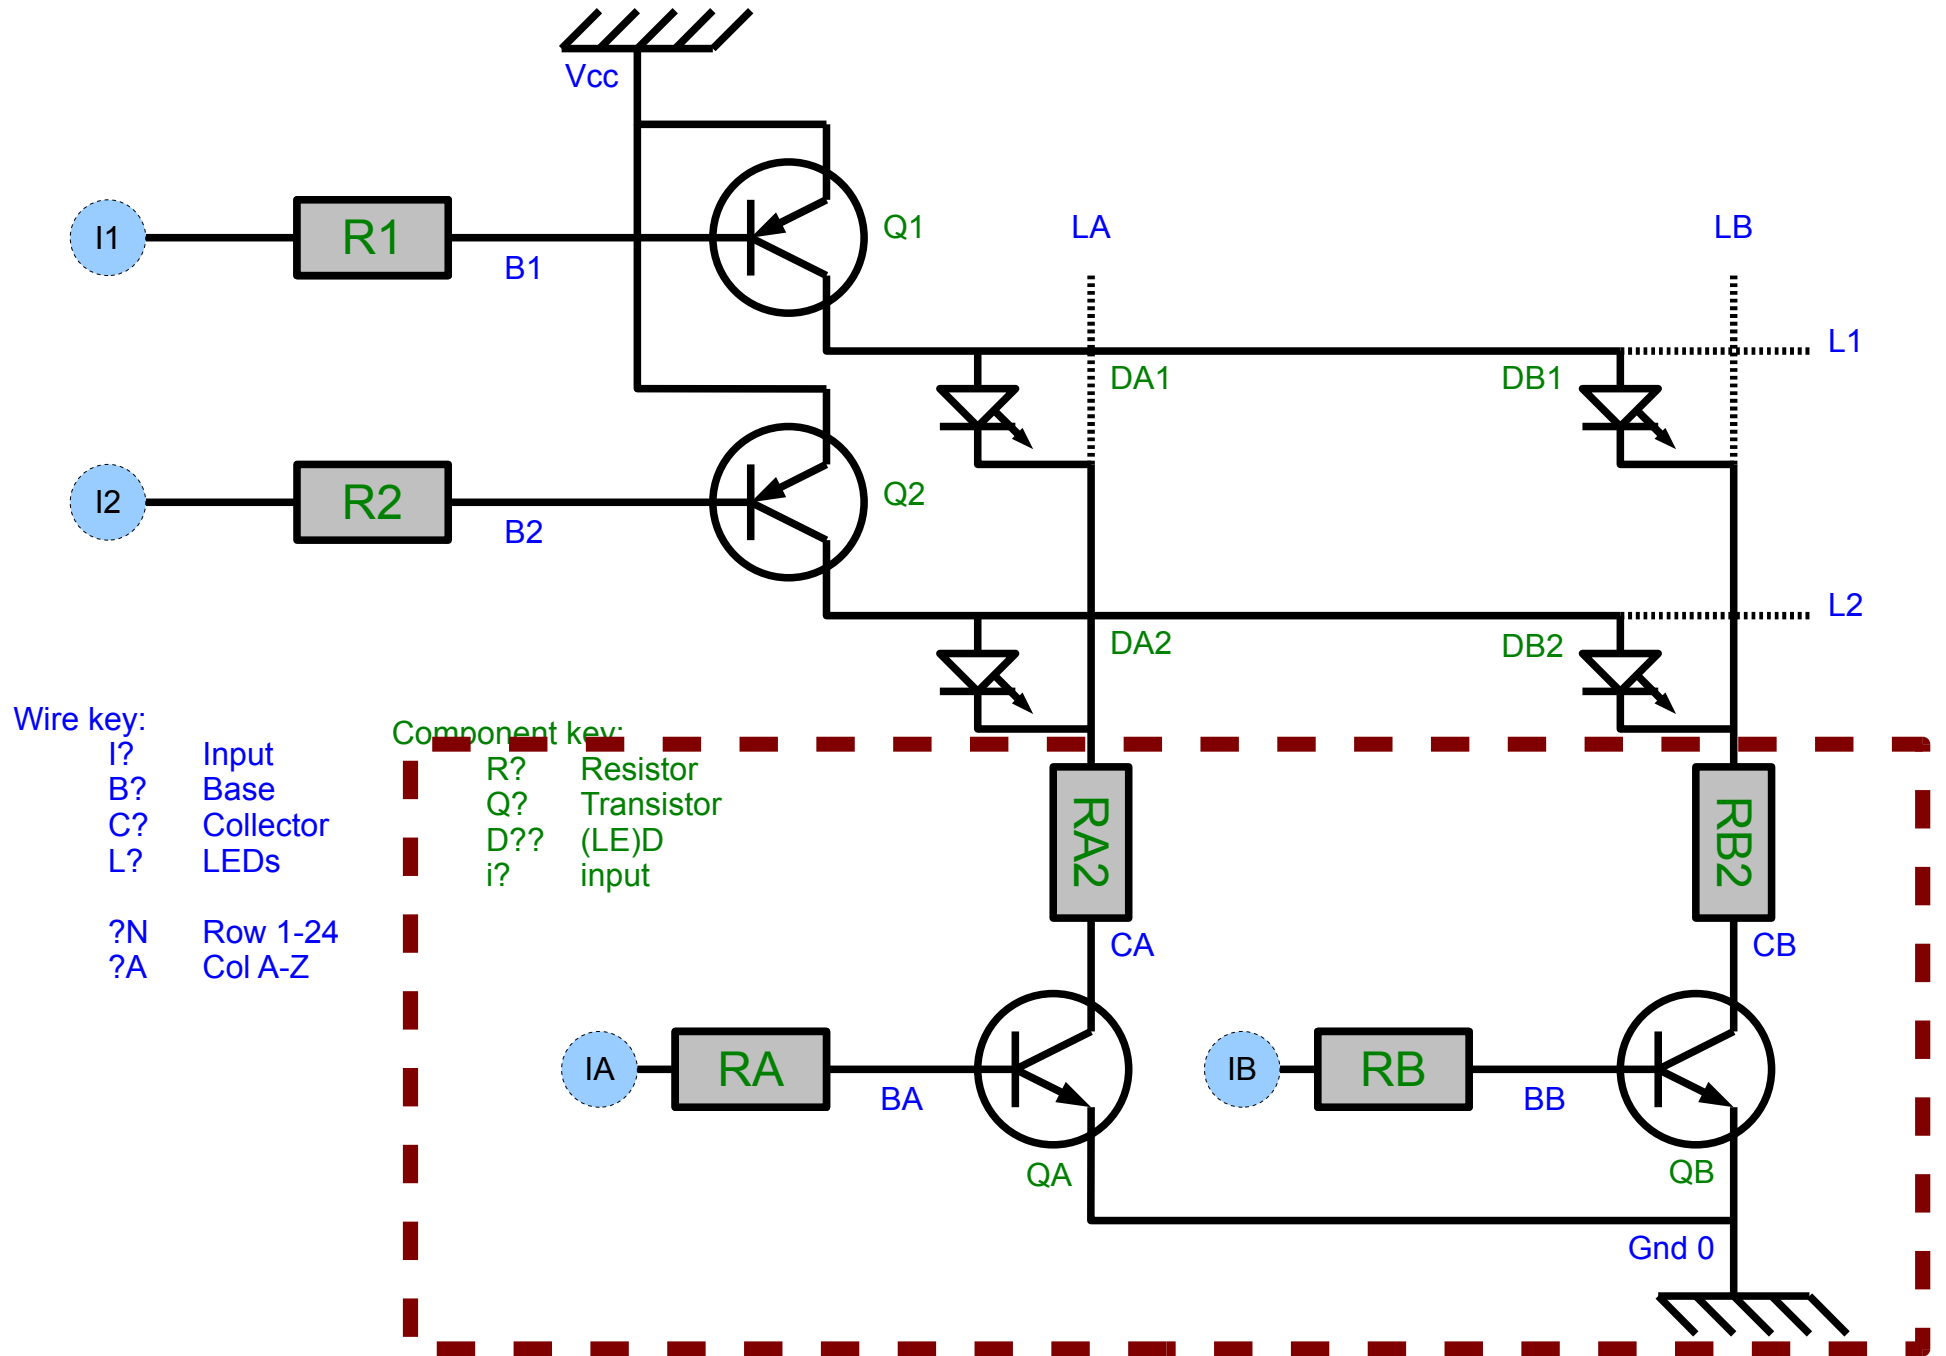 Vcc
I1
R1
B1
Q1
LA
LB
L1
DA1
DB1
I2
R2
B2
Q2
L2
DA2
DB2
Wire key:
I? Input
B? Base
C? Collector
L? LEDs
?N Row 1-24
?A Col A-Z
Component key:
R? Resistor
Q? Transistor
D?? (LE)D
i? input
RA2
RB2
CA
CB
IA
RA
BA
QA
IB
RB
BB
QB
Gnd 0